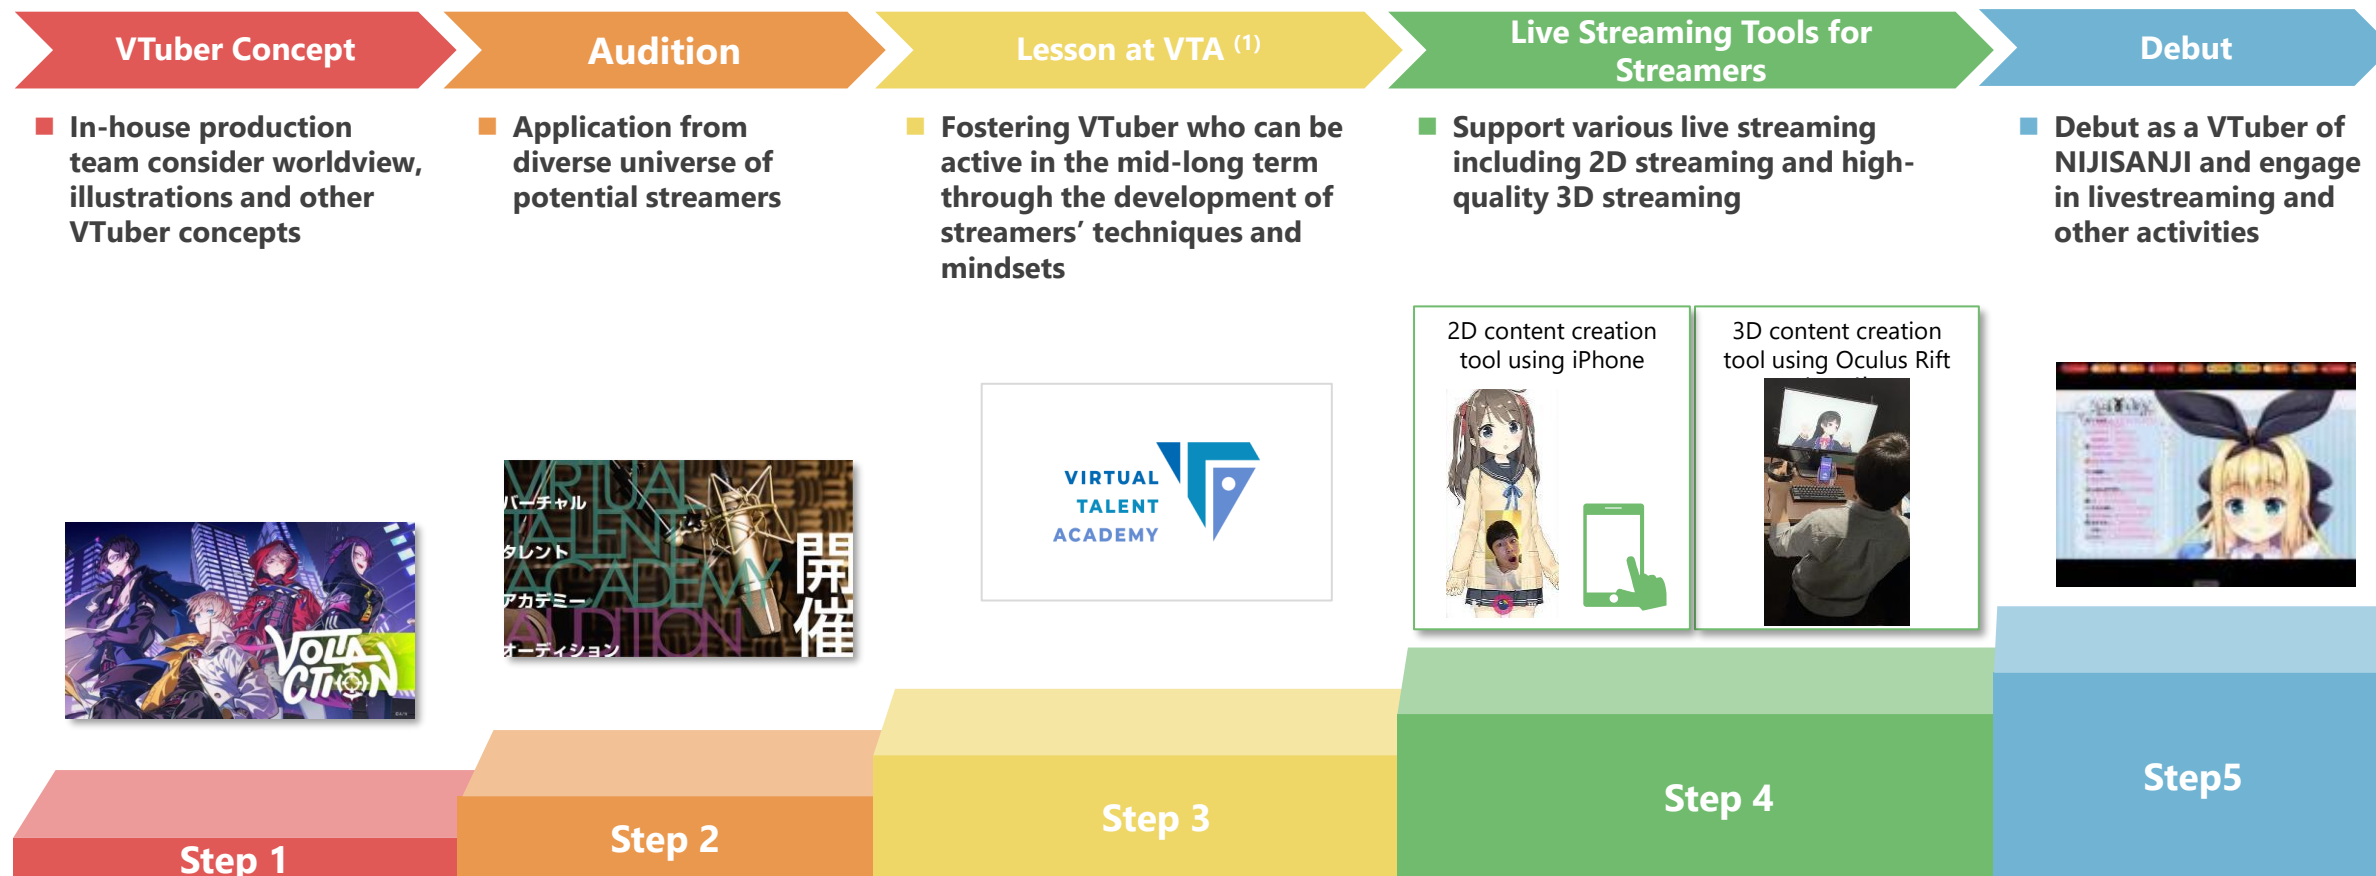 VTuber Concept
Audition
Lesson at VTA (1)
Live Streaming Tools for
Streamers
Debut
In-house production
team consider worldview,
illustrations and other
VTuber concepts
Application from
diverse universe of
potential streamers
Fostering VTuber who can be
active in the mid-long term
through the development of
streamers’ techniques and
mindsets
Support various live streaming
including 2D streaming and high-
quality 3D streaming
Debut as a VTuber of
NIJISANJI and engage
in livestreaming and
other activities
VOLTACTION
VIRTUAL
バーチャル
TALENT
タレント
ACADEMY
アカデミー
AUDITION
オーディション
開催
VIRTUAL
TALENT
ACADEMY
2D content creation
tool using iPhone
3D content creation
tool using Oculus Rift
Step 1
Step 2
Step 3
Step 4
Step5